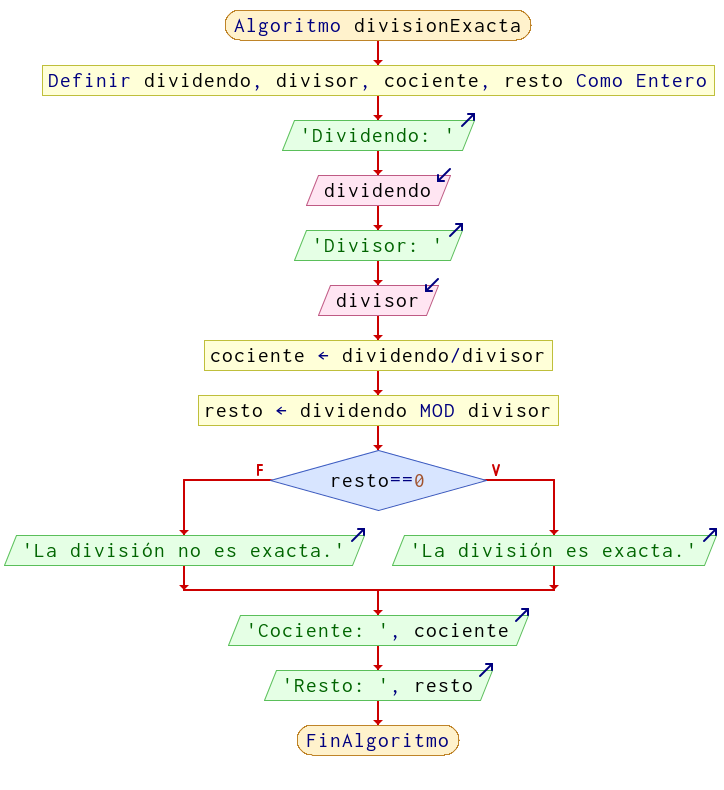 Algoritmo divisionExacta
Definir dividendo, divisor, cociente, resto Como Entero
'Dividendo: '
dividendo
'Divisor: '
divisor
cociente ← dividendo/divisor
resto ← dividendo MOD divisor
F
resto==0
V
'La división no es exacta.'
'La división es exacta.'
'Cociente: ', cociente
'Resto: ', resto
FinAlgoritmo